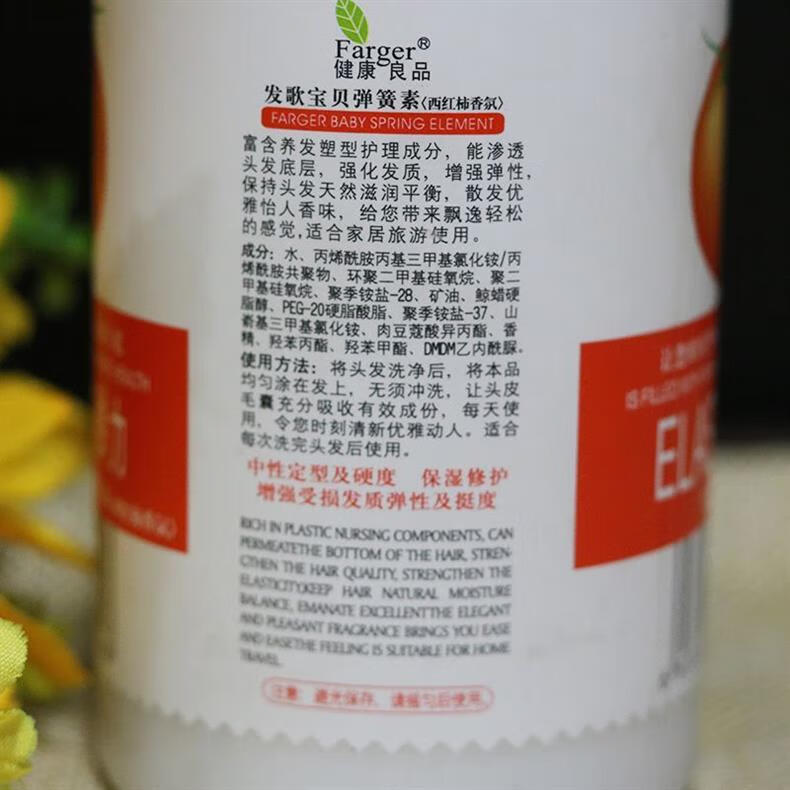 Farger®
健康 良品
发歌宝贝弹簧素〈西红柿香氛〉
FARGER BABY SPRING ELEMENT
富含养发塑型护理成分，能渗透
头发底层，强化发质，增强弹性，
保持头发天然滋润平衡，散发优
雅怡人香味，给您带来飘逸轻松
的感觉,适合家居旅游使用。
成分：水、丙烯酰胺丙基三甲基氯化铵/丙
烯酰胺共聚物、环聚二甲基硅氧烷、聚二
甲基硅氧烷、聚季铵盐-28、矿油、鲸蜡硬
脂醇、PEG-20硬脂酸脂、聚季铵盐-37、山
嵛基三甲基氯化铵、肉豆蔻酸异丙酯、香
精、羟苯丙酯、羟苯甲酯、DMDM乙内酰脲。
使用方法：将头发洗净后，将本品
均匀涂在发上，无须冲洗，让头皮
毛囊充分吸收有效成份，每天使
用，令您时刻清新优雅动人。适合
每次洗完头发后使用。
中性定型及硬度 保湿修护
增强受损发质弹性及挺度
RICH IN PLASTIC NURSING COMPONENTS, CAN
PERMEATETHE BOTTOM OF THE HAIR, STREN-
GTHEN THE HAIR QUALITY, STRENGTHEN THE
ELASTICITY,KEEP HAIR NATURAL MOISTURE
BALANCE, EMANATE EXCELLENTTHE ELEGANT
AND PLEASANT FRAGRANCE BRINGS YOU EASE
AND EASETHE FEELING IS SUITABLE FOR HOME
TRAVEL.
注意：避光保存，请摇匀后使用。
IS FILLED
ELA
力